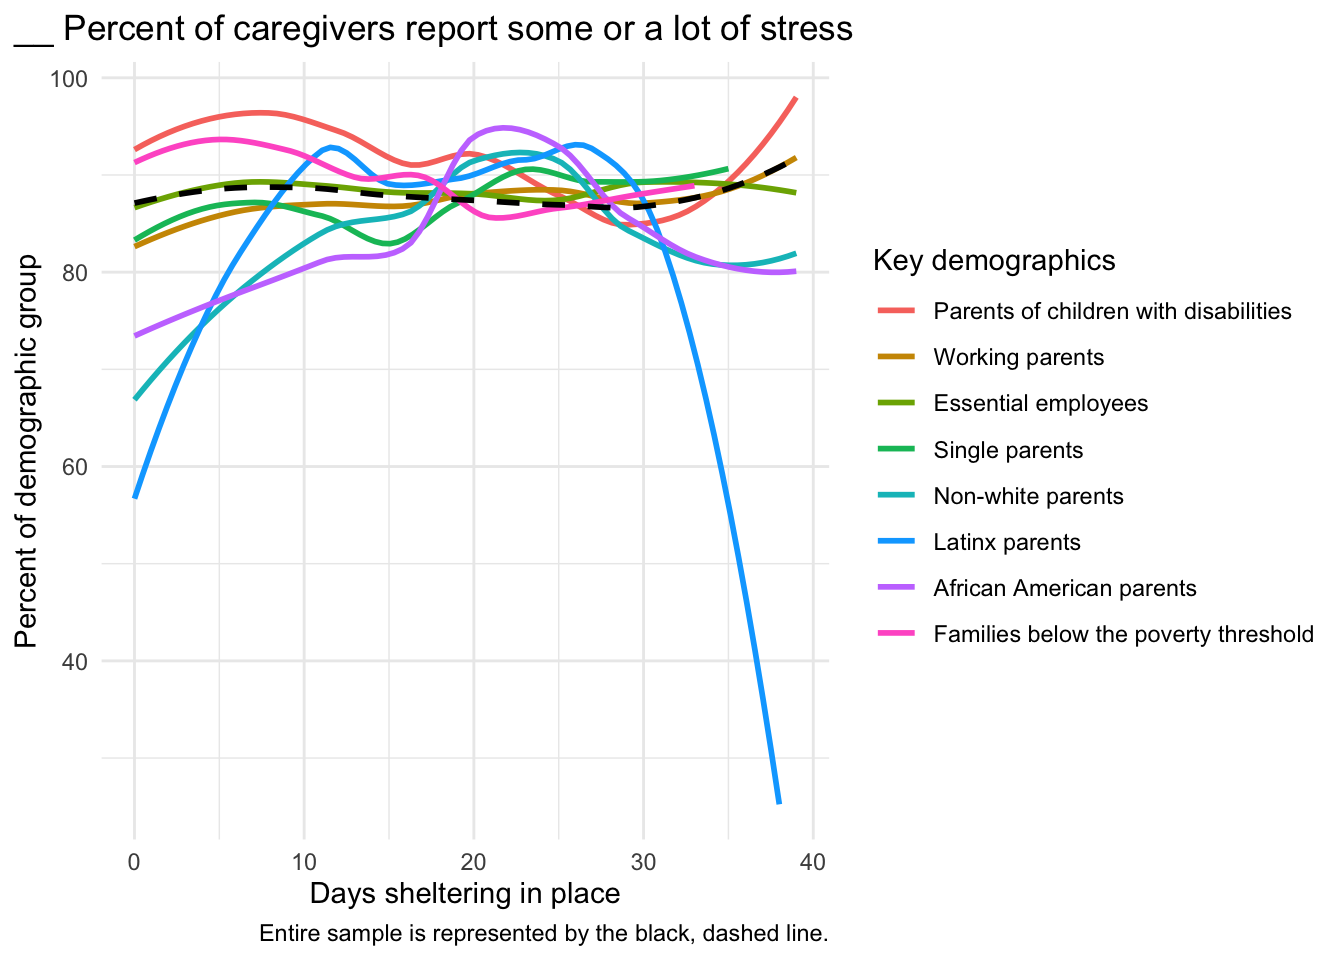 __ Percent of caregivers report some or a lot of stress
100
80
60
40
Percent of demographic group
0 10 20 30 40
Days sheltering in place
Entire sample is represented by the black, dashed line.
Key demographics
Parents of children with disabilities
Working parents
Essential employees
Single parents
Non-white parents
Latinx parents
African American parents
Families below the poverty threshold